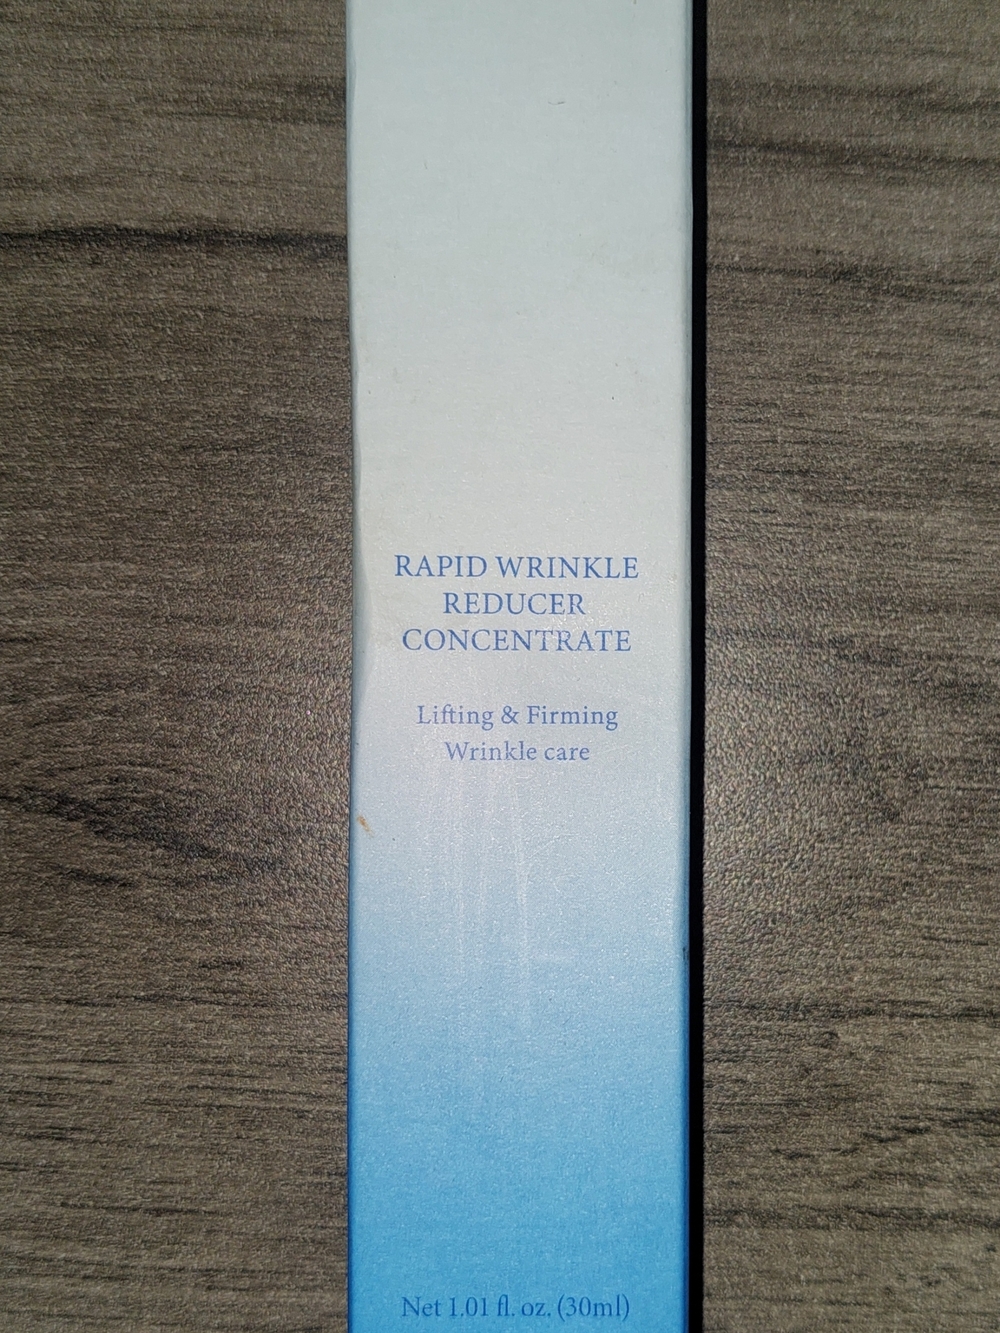 RAPID WRINKLE
REDUCER
CONCENTRATE
Lifting & Firming
Wrinkle care
Net 1.01 fl. oz. (30ml)